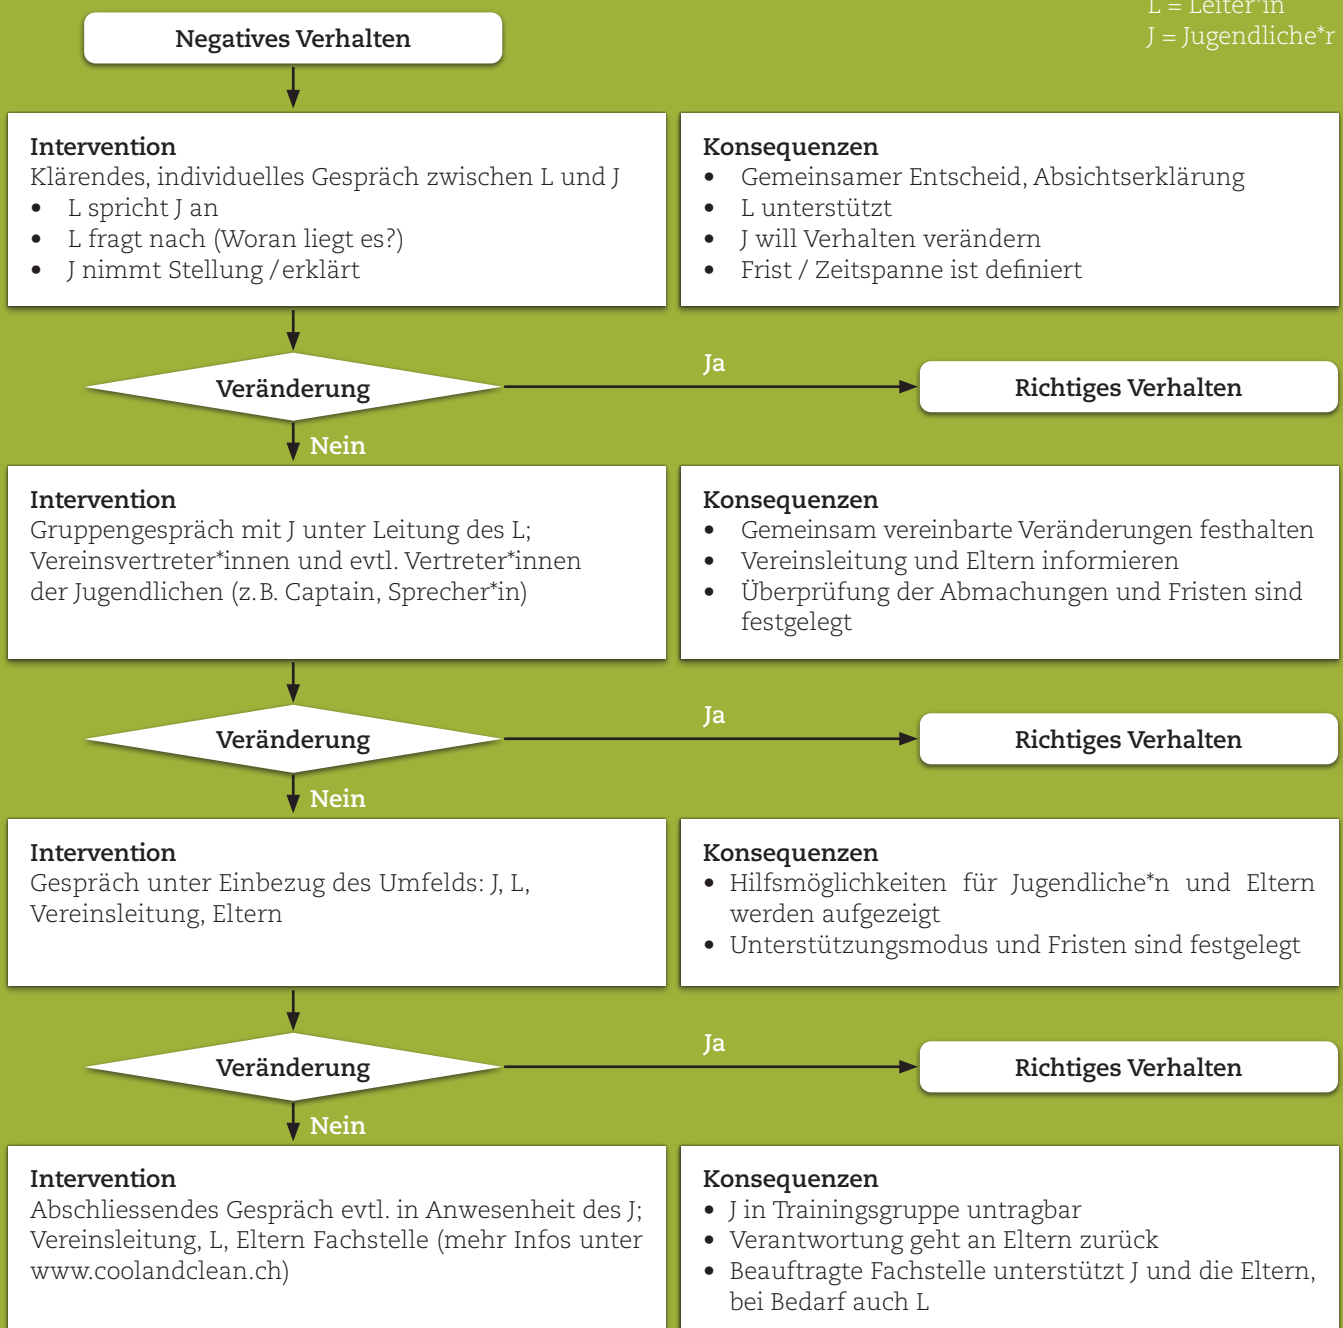 L = Leiter*in
J = Jugendliche*r
Negatives Verhalten
Intervention
Klärendes, individuelles Gespräch zwischen L und J
• L spricht J an
• L fragt nach (Woran liegt es?)
• J nimmt Stellung / erklärt
Konsequenzen
• Gemeinsamer Entscheid, Absichtserklärung
• L unterstützt
• J will Verhalten verändern
• Frist / Zeitspanne ist definiert
Veränderung
Ja
Richtiges Verhalten
Nein
Intervention
Gruppengespräch mit J unter Leitung des L;
Vereinsvertreter*innen und evtl. Vertreter*innen
der Jugendlichen (z. B. Captain, Sprecher*in)
Konsequenzen
• Gemeinsam vereinbarte Veränderungen festhalten
• Vereinsleitung und Eltern informieren
• Überprüfung der Abmachungen und Fristen sind
festgelegt
Veränderung
Ja
Richtiges Verhalten
Nein
Intervention
Gespräch unter Einbezug des Umfelds: J, L,
Vereinsleitung, Eltern
Konsequenzen
• Hilfsmöglichkeiten für Jugendliche*n und Eltern
werden aufgezeigt
• Unterstützungsmodus und Fristen sind festgelegt
Veränderung
Ja
Richtiges Verhalten
Nein
Intervention
Abschliessendes Gespräch evtl. in Anwesenheit des J;
Vereinsleitung, L, Eltern Fachstelle (mehr Infos unter
www.coolandclean.ch)
Konsequenzen
• J in Trainingsgruppe untragbar
• Verantwortung geht an Eltern zurück
• Beauftragte Fachstelle unterstützt J und die Eltern,
bei Bedarf auch L